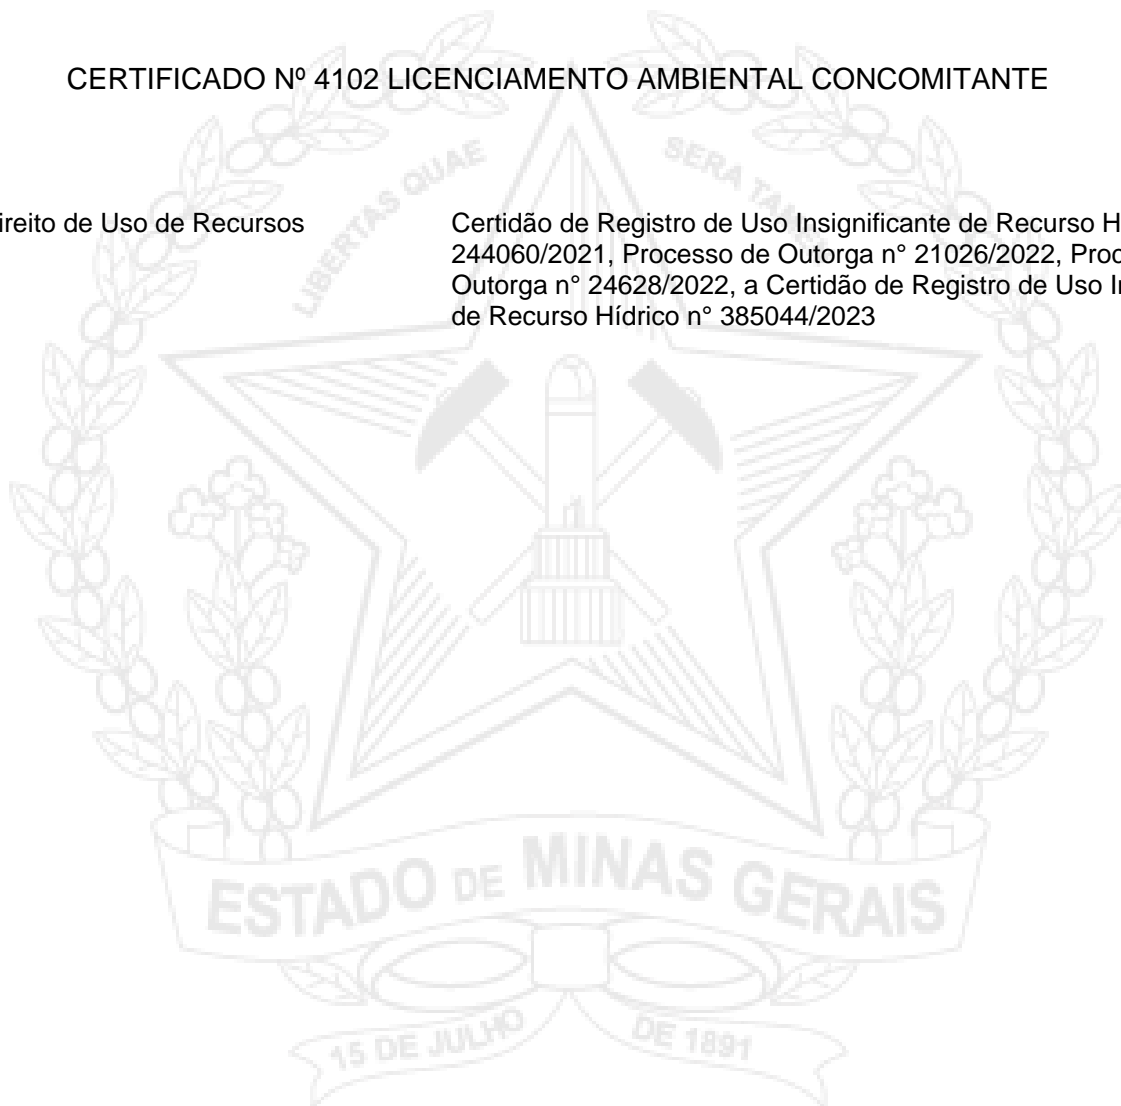 CERTIFICADO Nº 4102 LICENCIAMENTO AMBIENTAL CONCOMITANTE
LIBERTAS QUAE SERA TAMEN
ireito de Uso de Recursos
Certidão de Registro de Uso Insignificante de Recurso H
244060/2021, Processo de Outorga n° 21026/2022, Proc
Outorga n° 24628/2022, a Certidão de Registro de Uso I
de Recurso Hídrico n° 385044/2023
ESTADO DE MINAS GERAIS
15 DE JULHO DE 1891